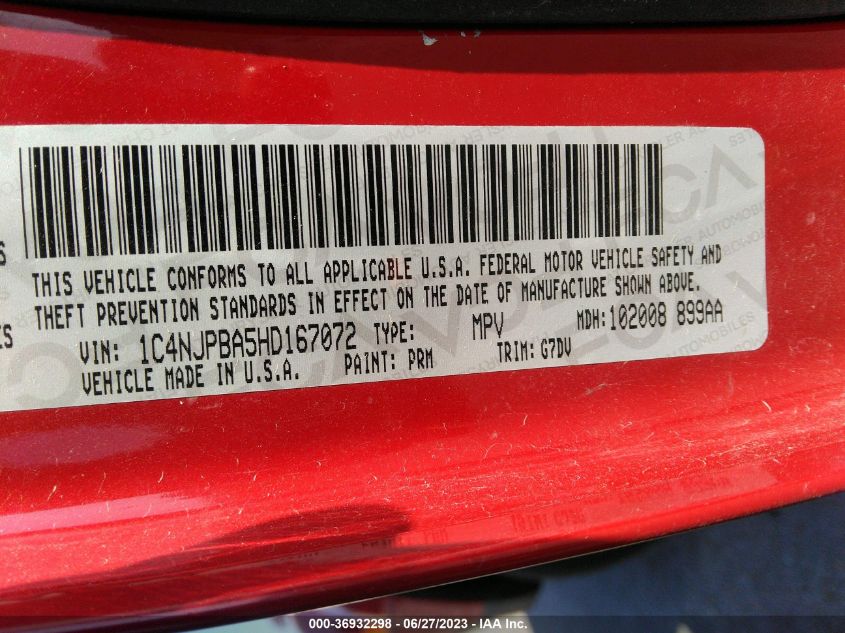 THIS VEHICLE CONFORMS TO ALL APPLICABLE U.S.A. FEDERAL MOTOR VEHICLE SAFETY AND
THEFT PREVENTION STANDARDS IN EFFECT ON THE DATE OF MANUFACTURE SHOWN ABOVE.
VIN: 1C4NJPBA5HD167072 TYPE: MPV MDH:102008 899AA
VEHICLE MADE IN U.S.A. PAINT: PRM TRIM: G7DV
000-36932298 - 06/27/2023 - IAA Inc.